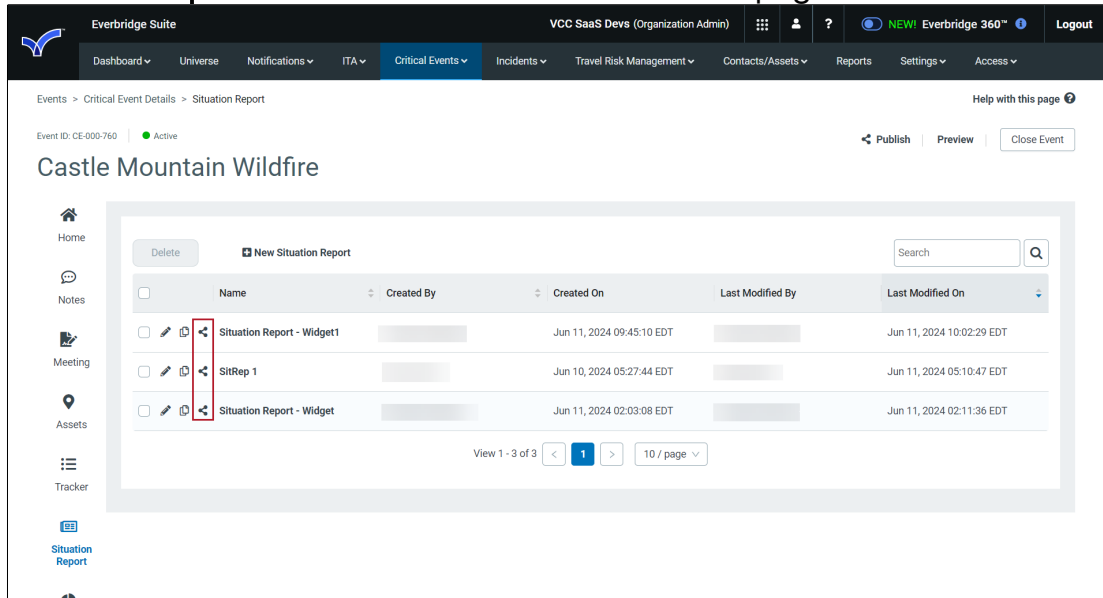 Everbridge Suite
VCC SaaS Devs (Organization Admin)
?
NEW! Everbridge 360™
Logout
Dashboard
Universe
Notifications
ITA
Critical Events
Incidents
Travel Risk Management
Contacts/Assets
Reports
Settings
Access
Events > Critical Event Details > Situation Report
Help with this page
Event ID: CE-000-760
Active
Publish
Preview
Close Event
Castle Mountain Wildfire
Home
Notes
Meeting
Assets
Tracker
Situation
Report
Delete
New Situation Report
Search
Name
Created By
Created On
Last Modified By
Last Modified On
Situation Report - Widget1
Jun 11, 2024 09:45:10 EDT
Jun 11, 2024 10:02:29 EDT
SitRep 1
Jun 10, 2024 05:27:44 EDT
Jun 11, 2024 05:10:47 EDT
Situation Report - Widget
Jun 11, 2024 02:03:08 EDT
Jun 11, 2024 02:11:36 EDT
View 1 - 3 of 3
<
1
>
10 / page